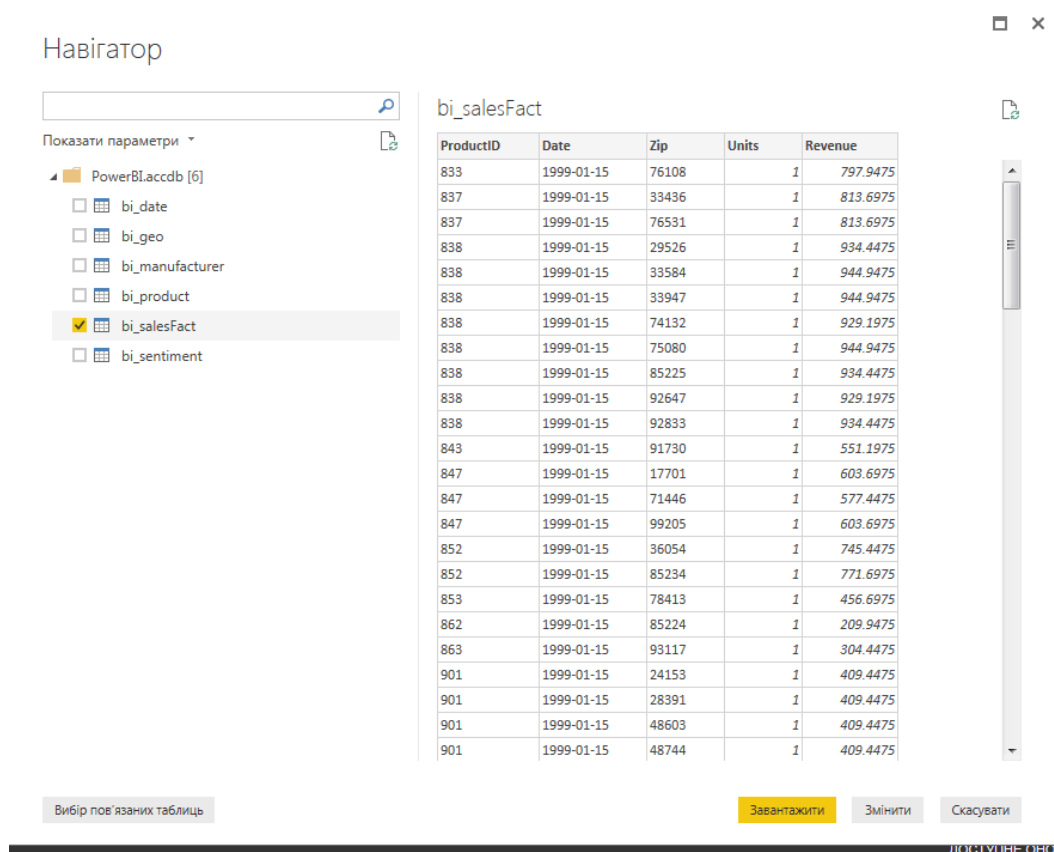 Навігатор
Показати параметри
PowerBI.accdb [6]
bi_date
bi_geo
bi_manufacturer
bi_product
bi_salesFact
bi_sentiment
bi_salesFact
ProductID Date Zip Units Revenue
833 1999-01-15 76108 1 797.9475
837 1999-01-15 33436 1 813.6975
837 1999-01-15 76531 1 813.6975
838 1999-01-15 29526 1 934.4475
838 1999-01-15 33584 1 944.9475
838 1999-01-15 33947 1 944.9475
838 1999-01-15 74132 1 929.1975
838 1999-01-15 75080 1 944.9475
838 1999-01-15 85225 1 934.4475
838 1999-01-15 92647 1 929.1975
838 1999-01-15 92833 1 934.4475
843 1999-01-15 91730 1 551.1975
847 1999-01-15 17701 1 603.6975
847 1999-01-15 71446 1 577.4475
847 1999-01-15 99205 1 603.6975
852 1999-01-15 36054 1 745.4475
852 1999-01-15 85234 1 771.6975
853 1999-01-15 78413 1 456.6975
862 1999-01-15 85224 1 209.9475
863 1999-01-15 93117 1 304.4475
901 1999-01-15 24153 1 409.4475
901 1999-01-15 28391 1 409.4475
901 1999-01-15 48603 1 409.4475
901 1999-01-15 48744 1 409.4475
Вибір пов'язаних таблиць
Завантажити
Змінити
Скасувати